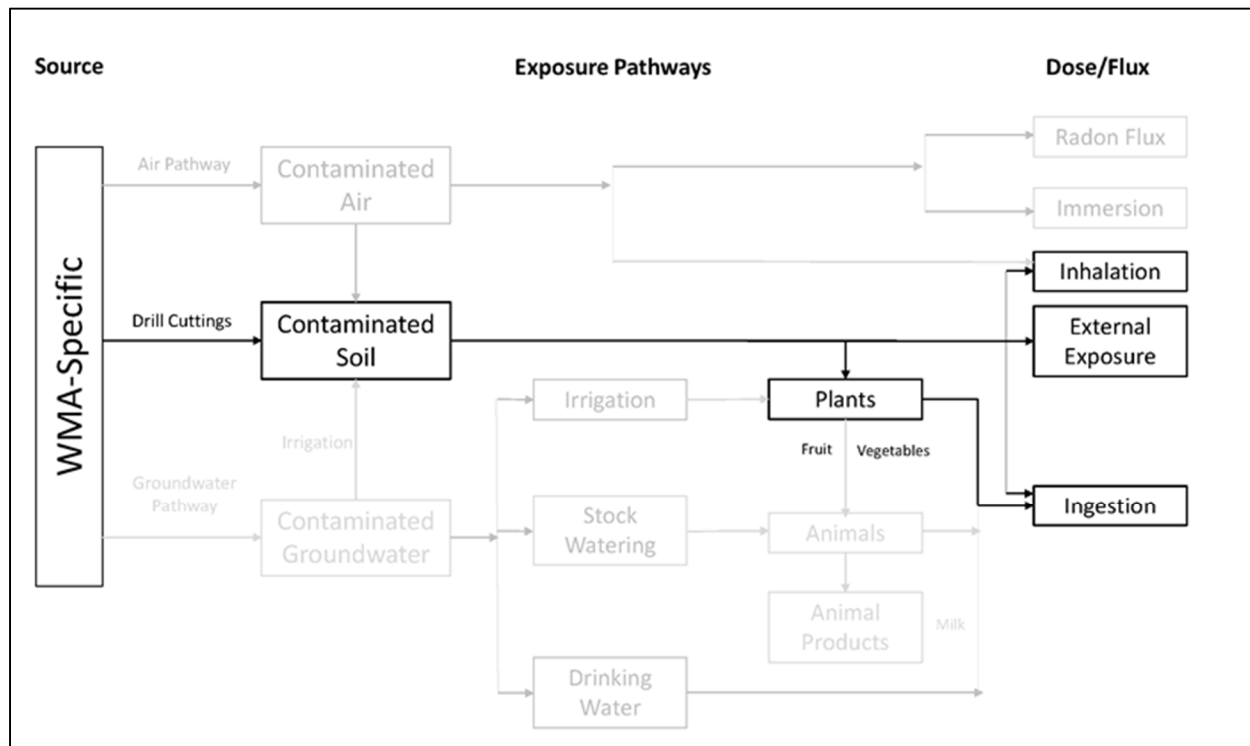 Source
Exposure Pathways
Dose/Flux
WMA-Specific
Air Pathway
Contaminated
Air
Radon Flux
Immersion
Inhalation
Drill Cuttings
Contaminated
Soil
External
Exposure
Irrigation
Plants
Fruit
Vegetables
Irrigation
Groundwater
Pathway
Contaminated
Groundwater
Stock
Watering
Animals
Ingestion
Animal
Products
Milk
Drinking
Water